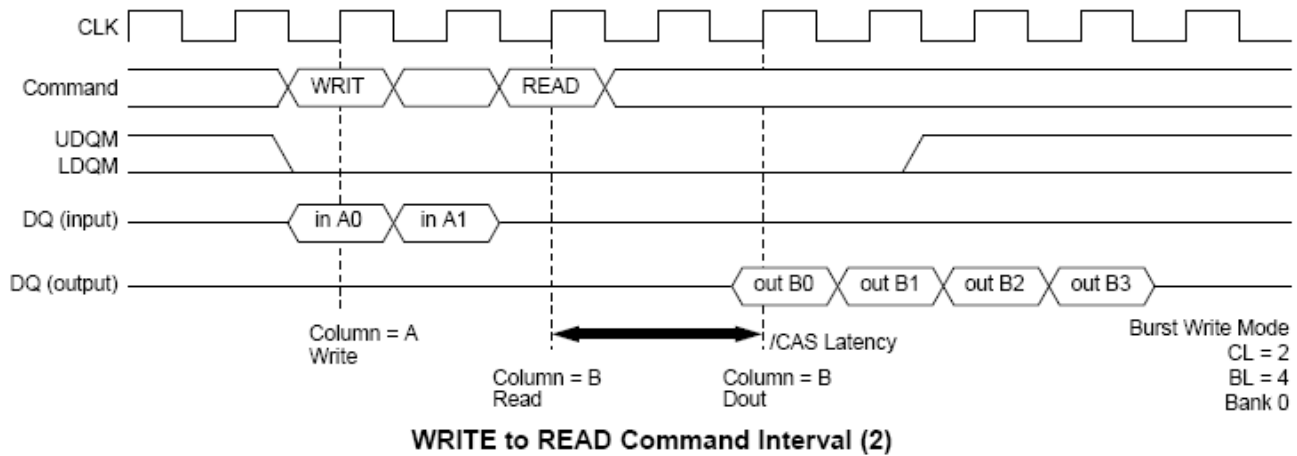 CLK
Command
WRIT
READ
UDQM
LDQM
DQ (input)
in A0
in A1
DQ (output)
out B0
out B1
out B2
out B3
Column = A
Write
/CAS Latency
Column = B
Read
Column = B
Dout
Burst Write Mode
CL = 2
BL = 4
Bank 0
WRITE to READ Command Interval (2)